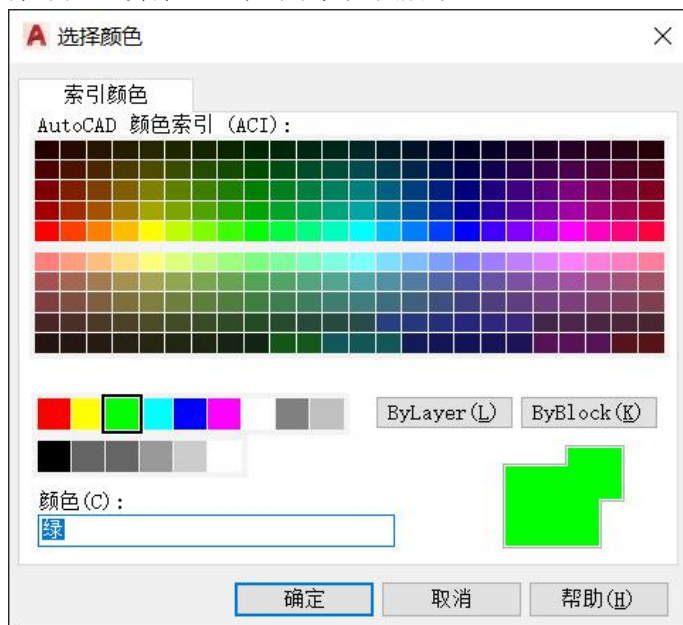 选择颜色
索引颜色
AutoCAD 颜色索引 (ACI):
ByLayer(L) ByBlock(K)
颜色(C):
绿
确定 取消 帮助(H)